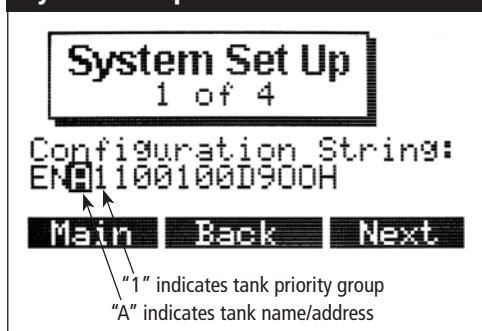 System Set Up
1 of 4
Configuration String:
ENA1100100D900H
Main Back Next
"1" indicates tank priority group
"A" indicates tank name/address